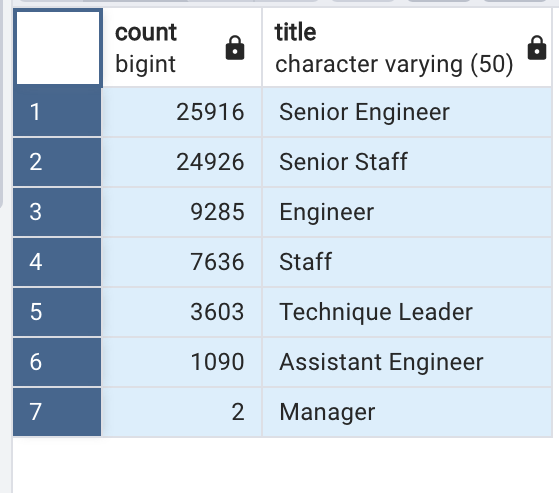 count title
bigint character varying (50)
1 25916 Senior Engineer
2 24926 Senior Staff
3 9285 Engineer
4 7636 Staff
5 3603 Technique Leader
6 1090 Assistant Engineer
7 2 Manager